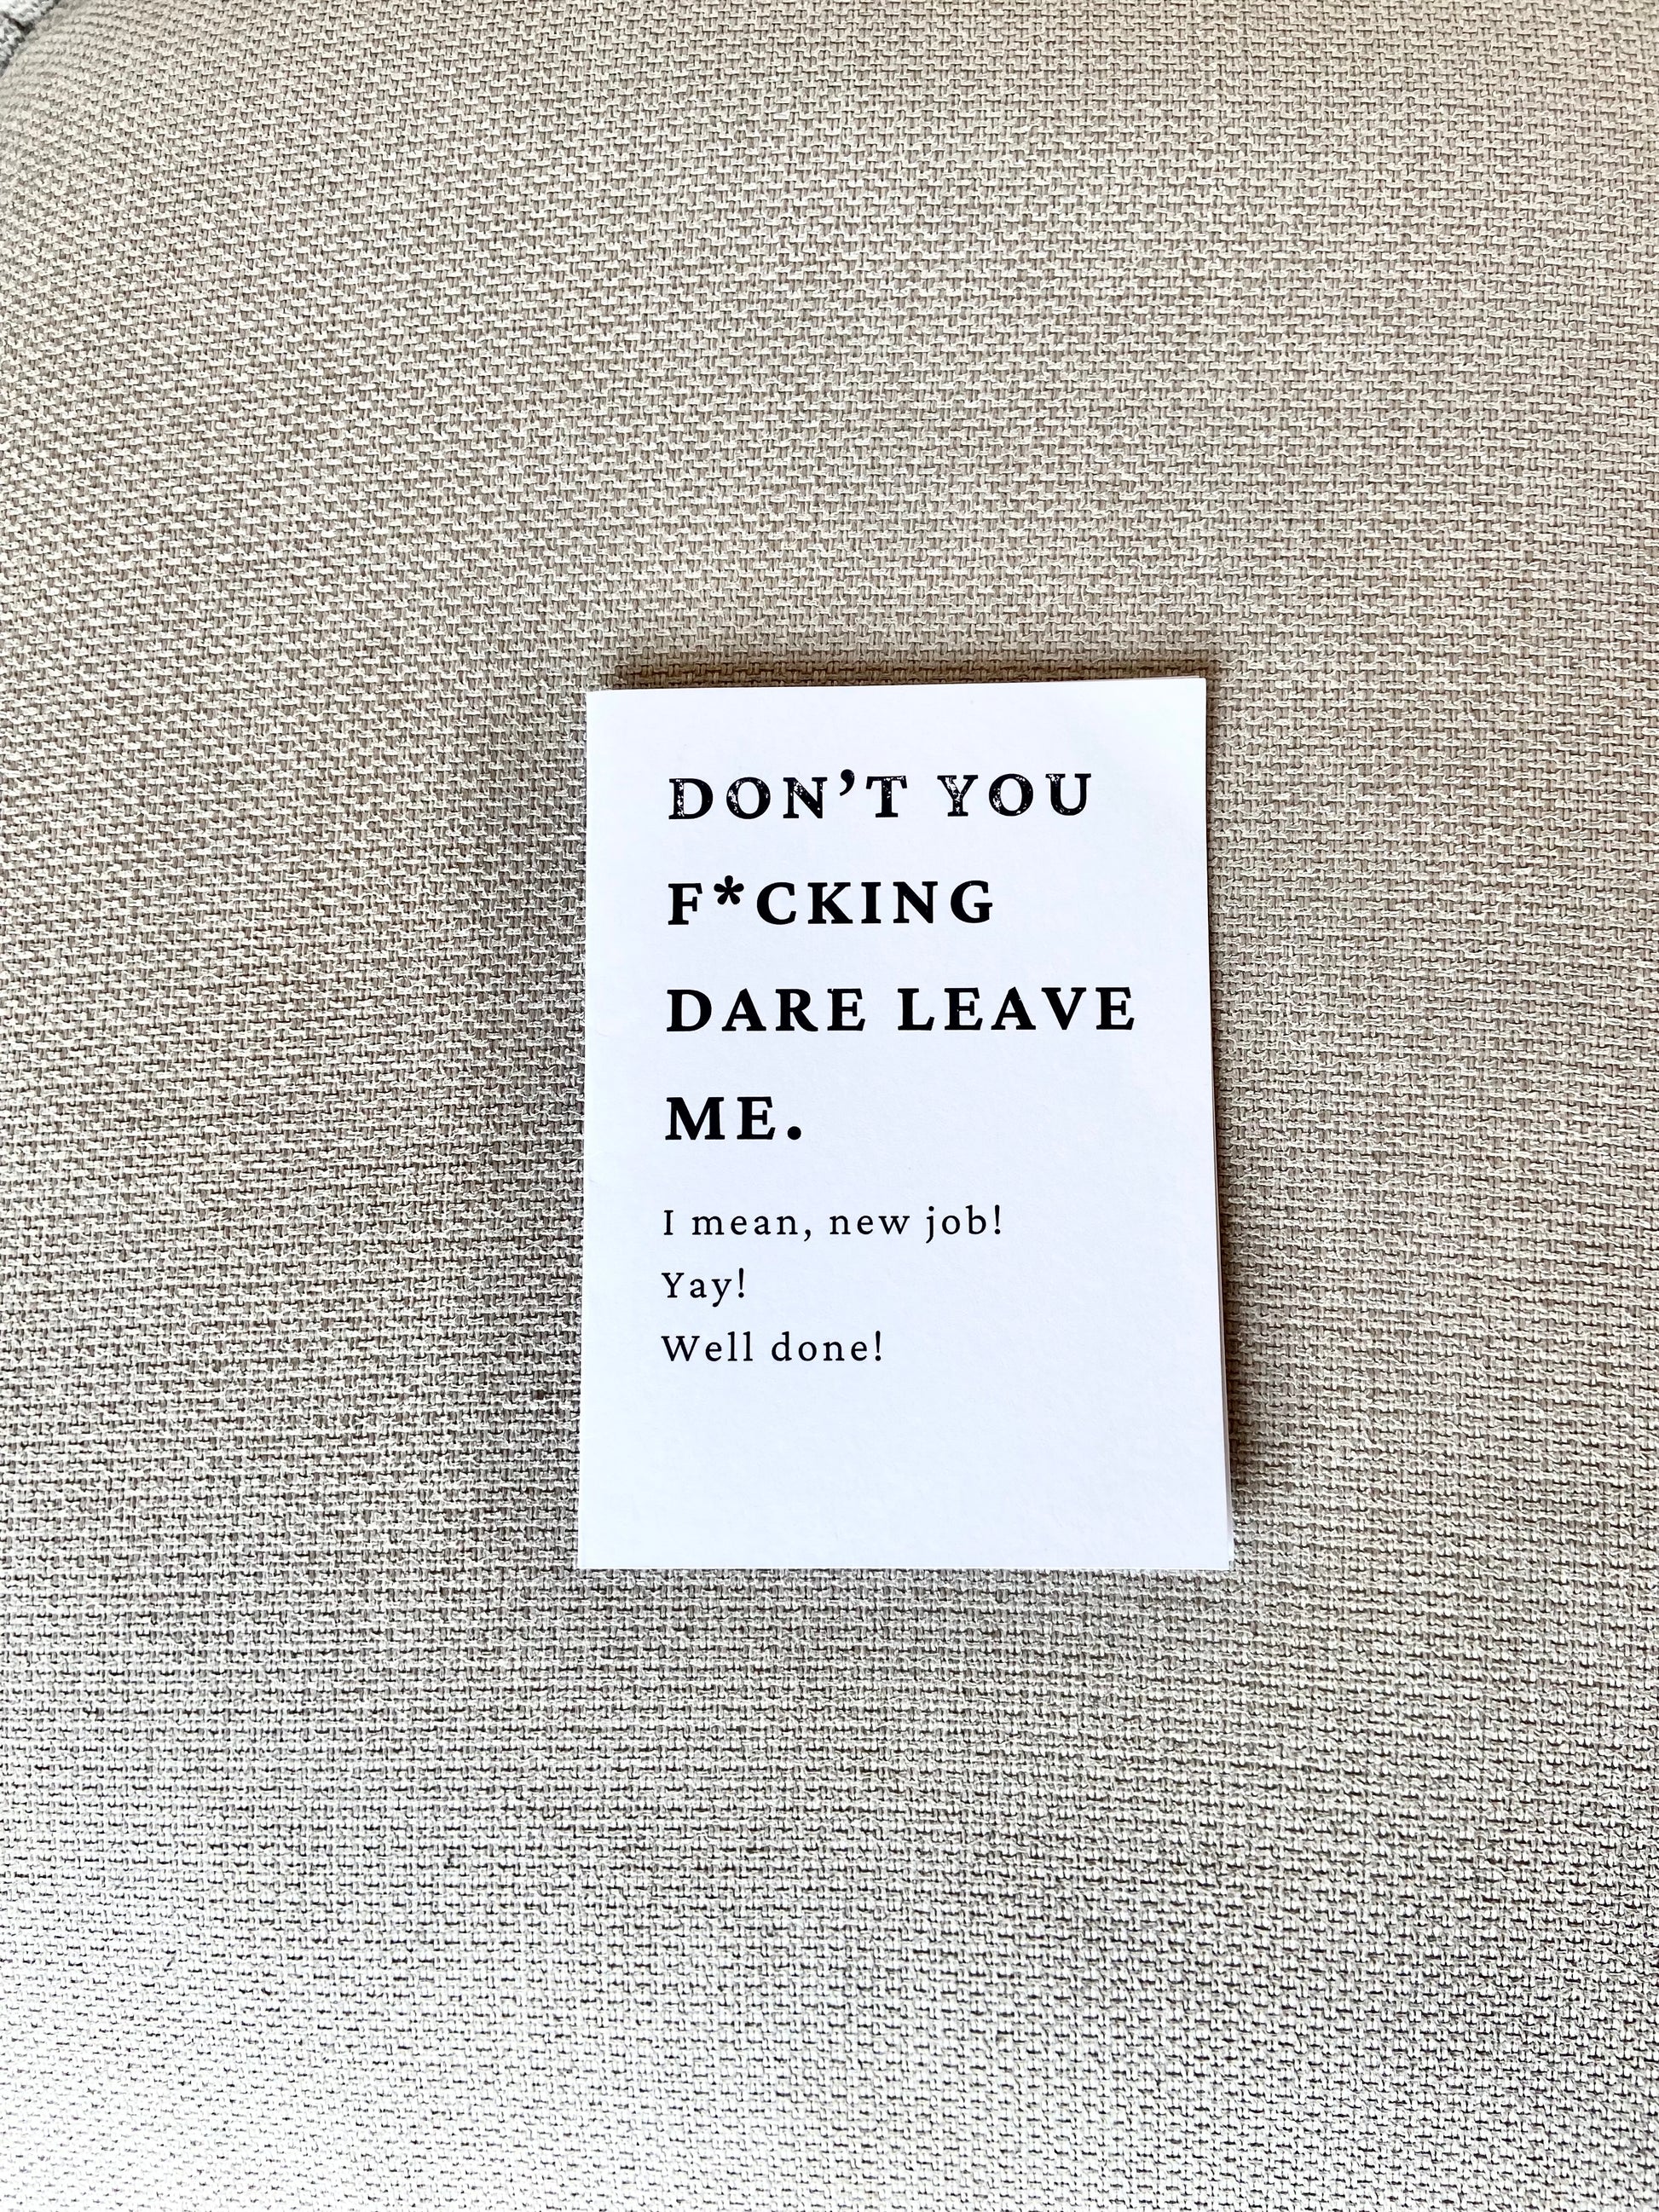 DON'T YOU
F*CKING
DARE LEAVE
ME.
I mean, new job!
Yay!
Well done!